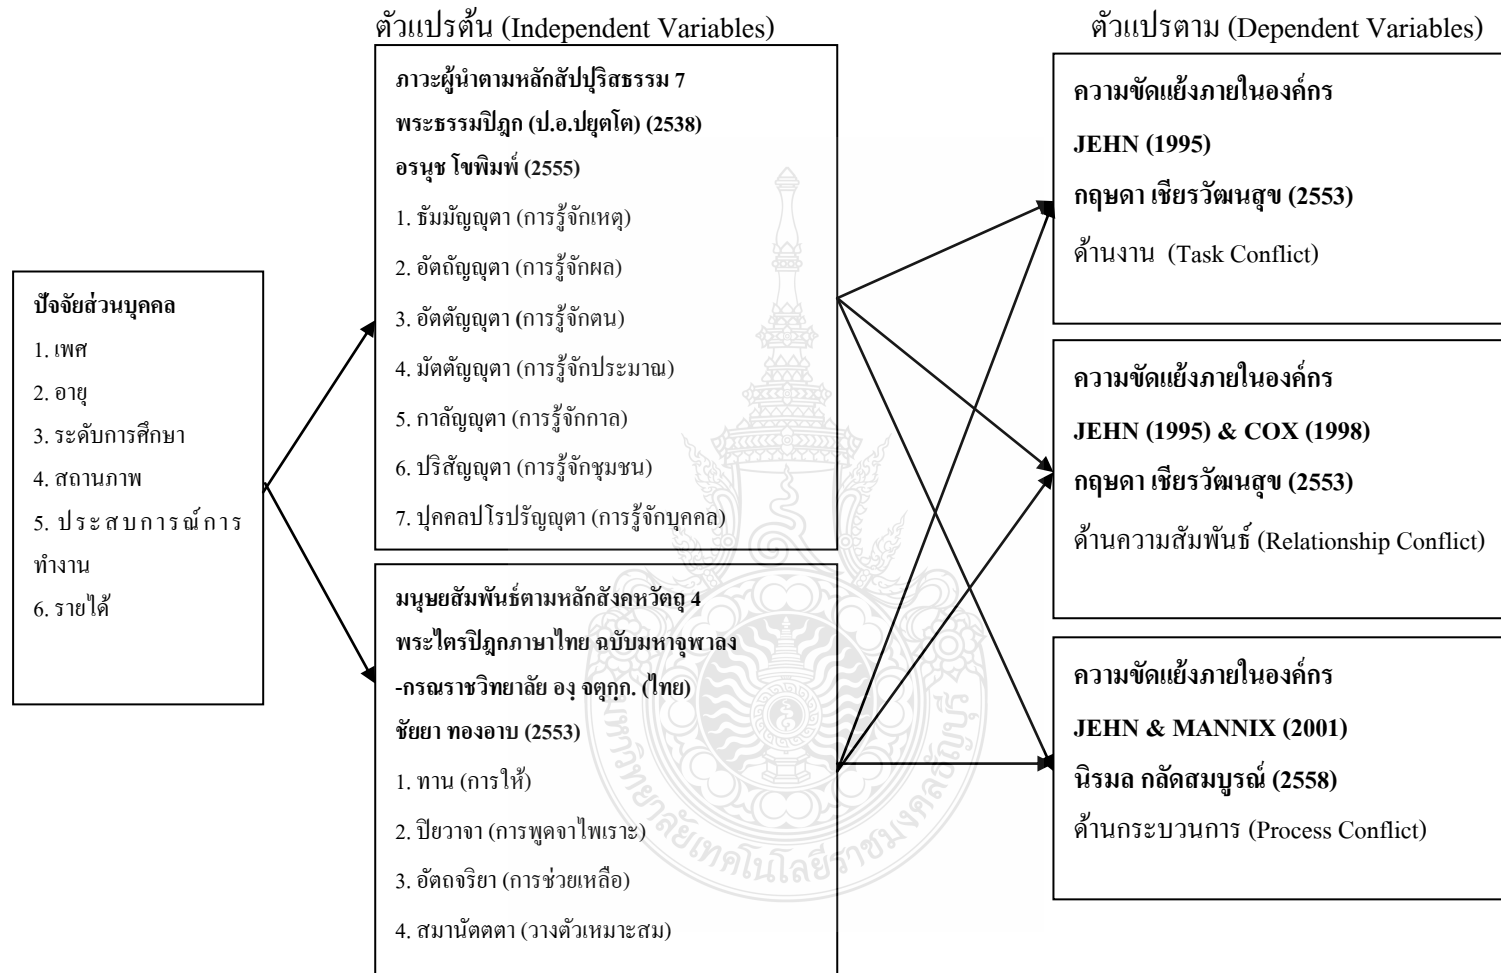 ตัวแปรต้น (Independent Variables)
ตัวแปรตาม (Dependent Variables)
ปัจจัยส่วนบุคคล
1. เพศ
2. อายุ
3. ระดับการศึกษา
4. สถานภาพ
5. ประสบการณ์การ
ทำงาน
6. รายได้
ภาวะผู้นำตามหลักสัปปุริสธรรม 7
พระธรรมปิฎก (ป.อ.ปยุตโต) (2538)
อรนุช โขพิมพ์ (2555)
1. ธัมมัญญุตา (การรู้จักเหตุ)
2. อัตถัญญุตา (การรู้จักผล)
3. อัตตัญญุตา (การรู้จักตน)
4. มัตตัญญุตา (การรู้จักประมาณ)
5. กาลัญญุตา (การรู้จักกาล)
6. ปริสัญญุตา (การรู้จักชุมชน)
7. ปุคคลปโรปรัญญุตา (การรู้จักบุคคล)
มนุษยสัมพันธ์ตามหลักสังคหวัตถุ 4
พระไตรปิฎกภาษาไทย ฉบับมหาจุฬาลง
-กรณราชวิทยาลัย องฺ จตุกฺก. (ไทย)
ชัยยา ทองอาบ (2553)
1. ทาน (การให้)
2. ปิยวาจา (การพูดจาไพเราะ)
3. อัตถจริยา (การช่วยเหลือ)
4. สมานัตตตา (วางตัวเหมาะสม)
ความขัดแย้งภายในองค์กร
JEHN (1995)
กฤษดา เชียรวัฒนสุข (2553)
ด้านงาน (Task Conflict)
ความขัดแย้งภายในองค์กร
JEHN (1995) & COX (1998)
กฤษดา เชียรวัฒนสุข (2553)
ด้านความสัมพันธ์ (Relationship Conflict)
ความขัดแย้งภายในองค์กร
JEHN & MANNIX (2001)
นิรมล กลัดสมบูรณ์ (2558)
ด้านกระบวนการ (Process Conflict)
มหาวิทยาลัยเทคโนโลยีราชมงคลธัญบุรี